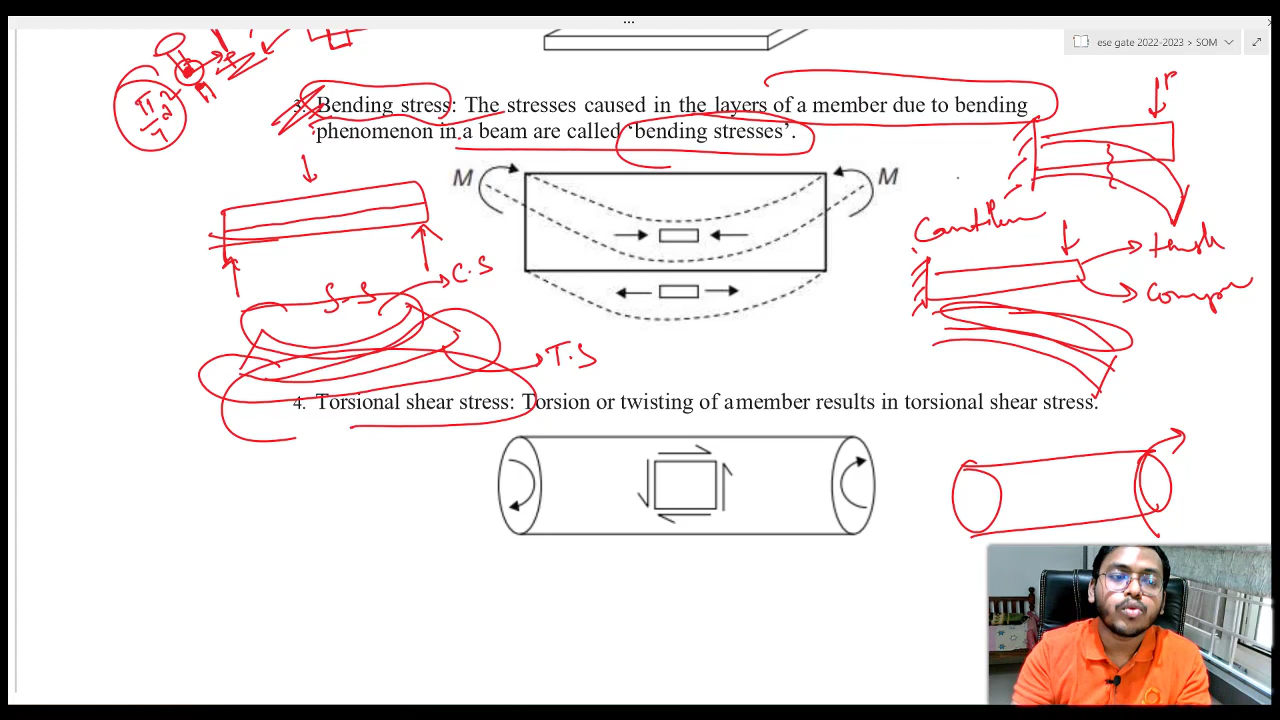 ...
ese gate 2022-2023 > SOM
π/2
3. Bending stress: The stresses caused in the layers of a member due to bending
phenomenon in a beam are called 'bending stresses'.
P
M
M
Cantilever
C.S
S.S
T.S
4. Torsional shear stress: Torsion or twisting of a member results in torsional shear stress.